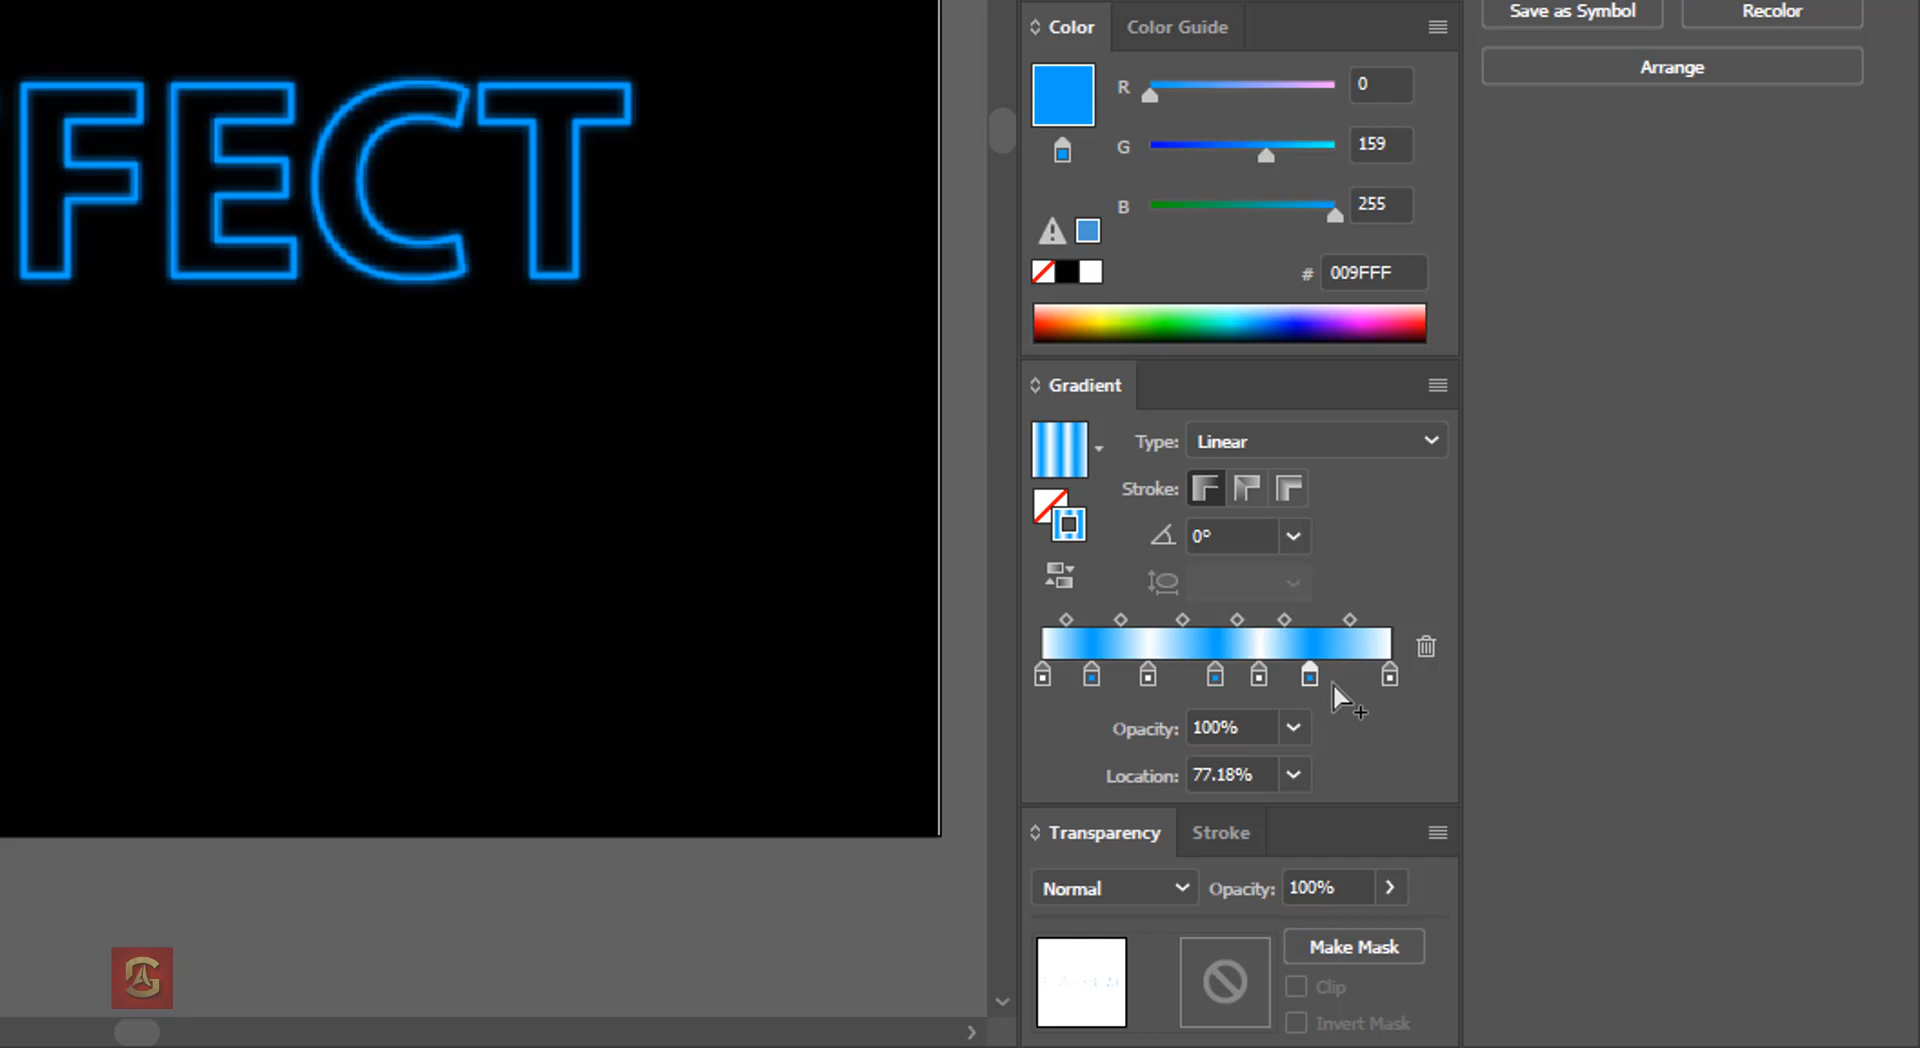 FECT
Color
Color Guide
R
0
G
159
B
255
# 009FFF
Gradient
Type: Linear
Stroke:
0°
Opacity: 100%
Location: 77.18%
Transparency
Stroke
Normal
Opacity: 100%
Make Mask
Clip
Invert Mask
Save as Symbol
Recolor
Arrange